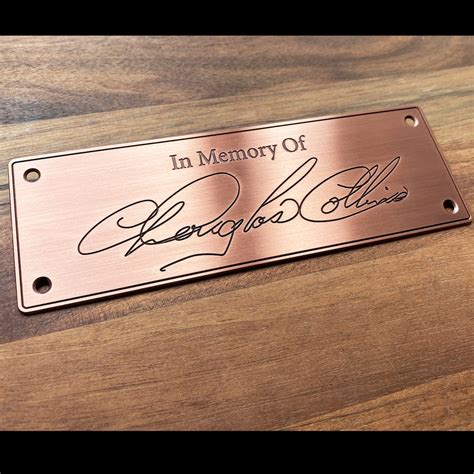 In Memory Of
Douglas Collins